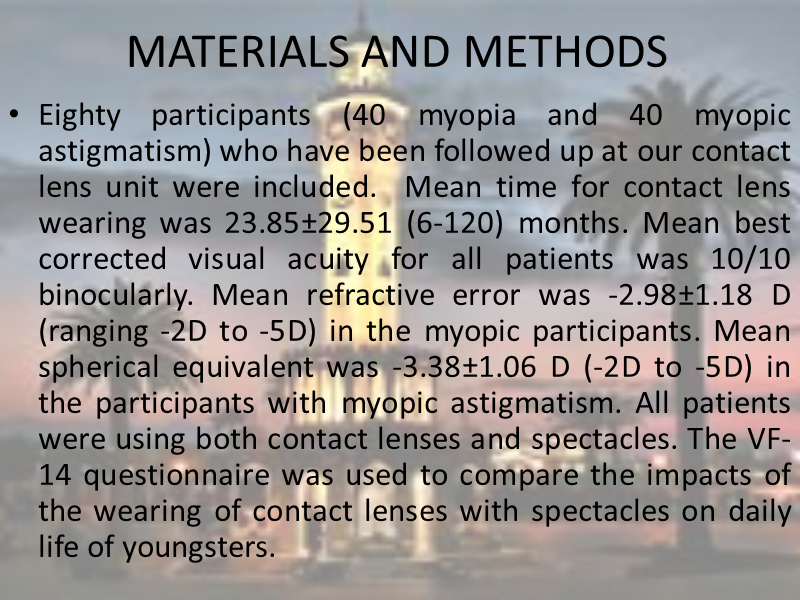 MATERIALS AND METHODS
• Eighty participants (40 myopia and 40 myopic
astigmatism) who have been followed up at our contact
lens unit were included.  Mean time for contact lens
wearing was 23.85±29.51 (6-120) months. Mean best
corrected visual acuity for all patients was 10/10
binocularly. Mean refractive error was -2.98±1.18 D
(ranging -2D to -5D) in the myopic participants. Mean
spherical equivalent was -3.38±1.06 D (-2D to -5D) in
the participants with myopic astigmatism. All patients
were using both contact lenses and spectacles. The VF-
14 questionnaire was used to compare the impacts of
the wearing of contact lenses with spectacles on daily
life of youngsters.